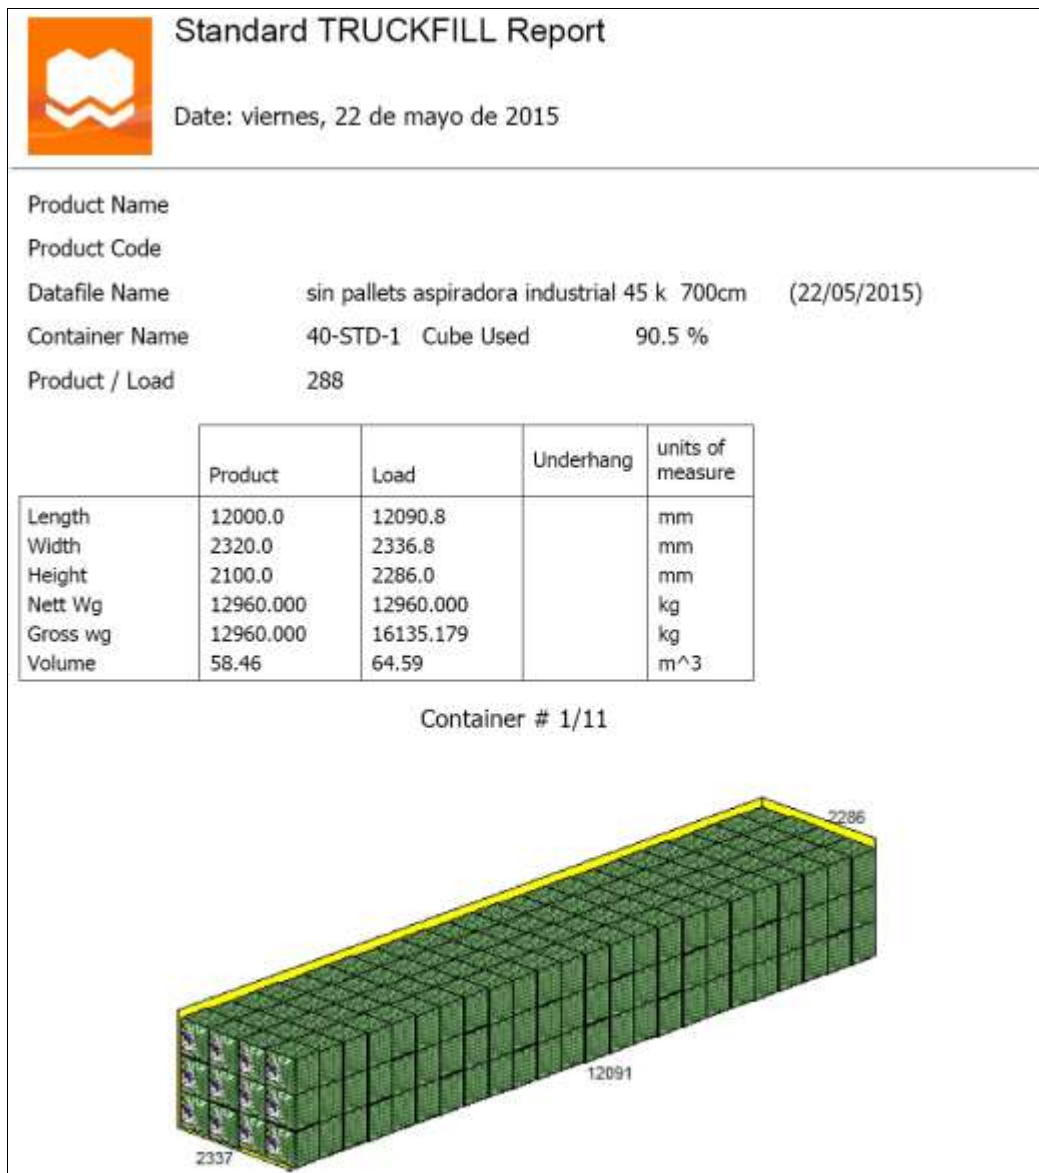 Standard TRUCKFILL Report
Date: viernes, 22 de mayo de 2015
Product Name
Product Code
Datafile Name sin pallets aspiradora industrial 45 k 700cm (22/05/2015)
Container Name 40-STD-1 Cube Used 90.5 %
Product / Load 288
Product Load Underhang units of measure
Length 12000.0 12090.8 mm
Width 2320.0 2336.8 mm
Height 2100.0 2286.0 mm
Nett Wg 12960.000 12960.000 kg
Gross wg 12960.000 16135.179 kg
Volume 58.46 64.59 m^3
Container # 1/11
2286
12091
2337